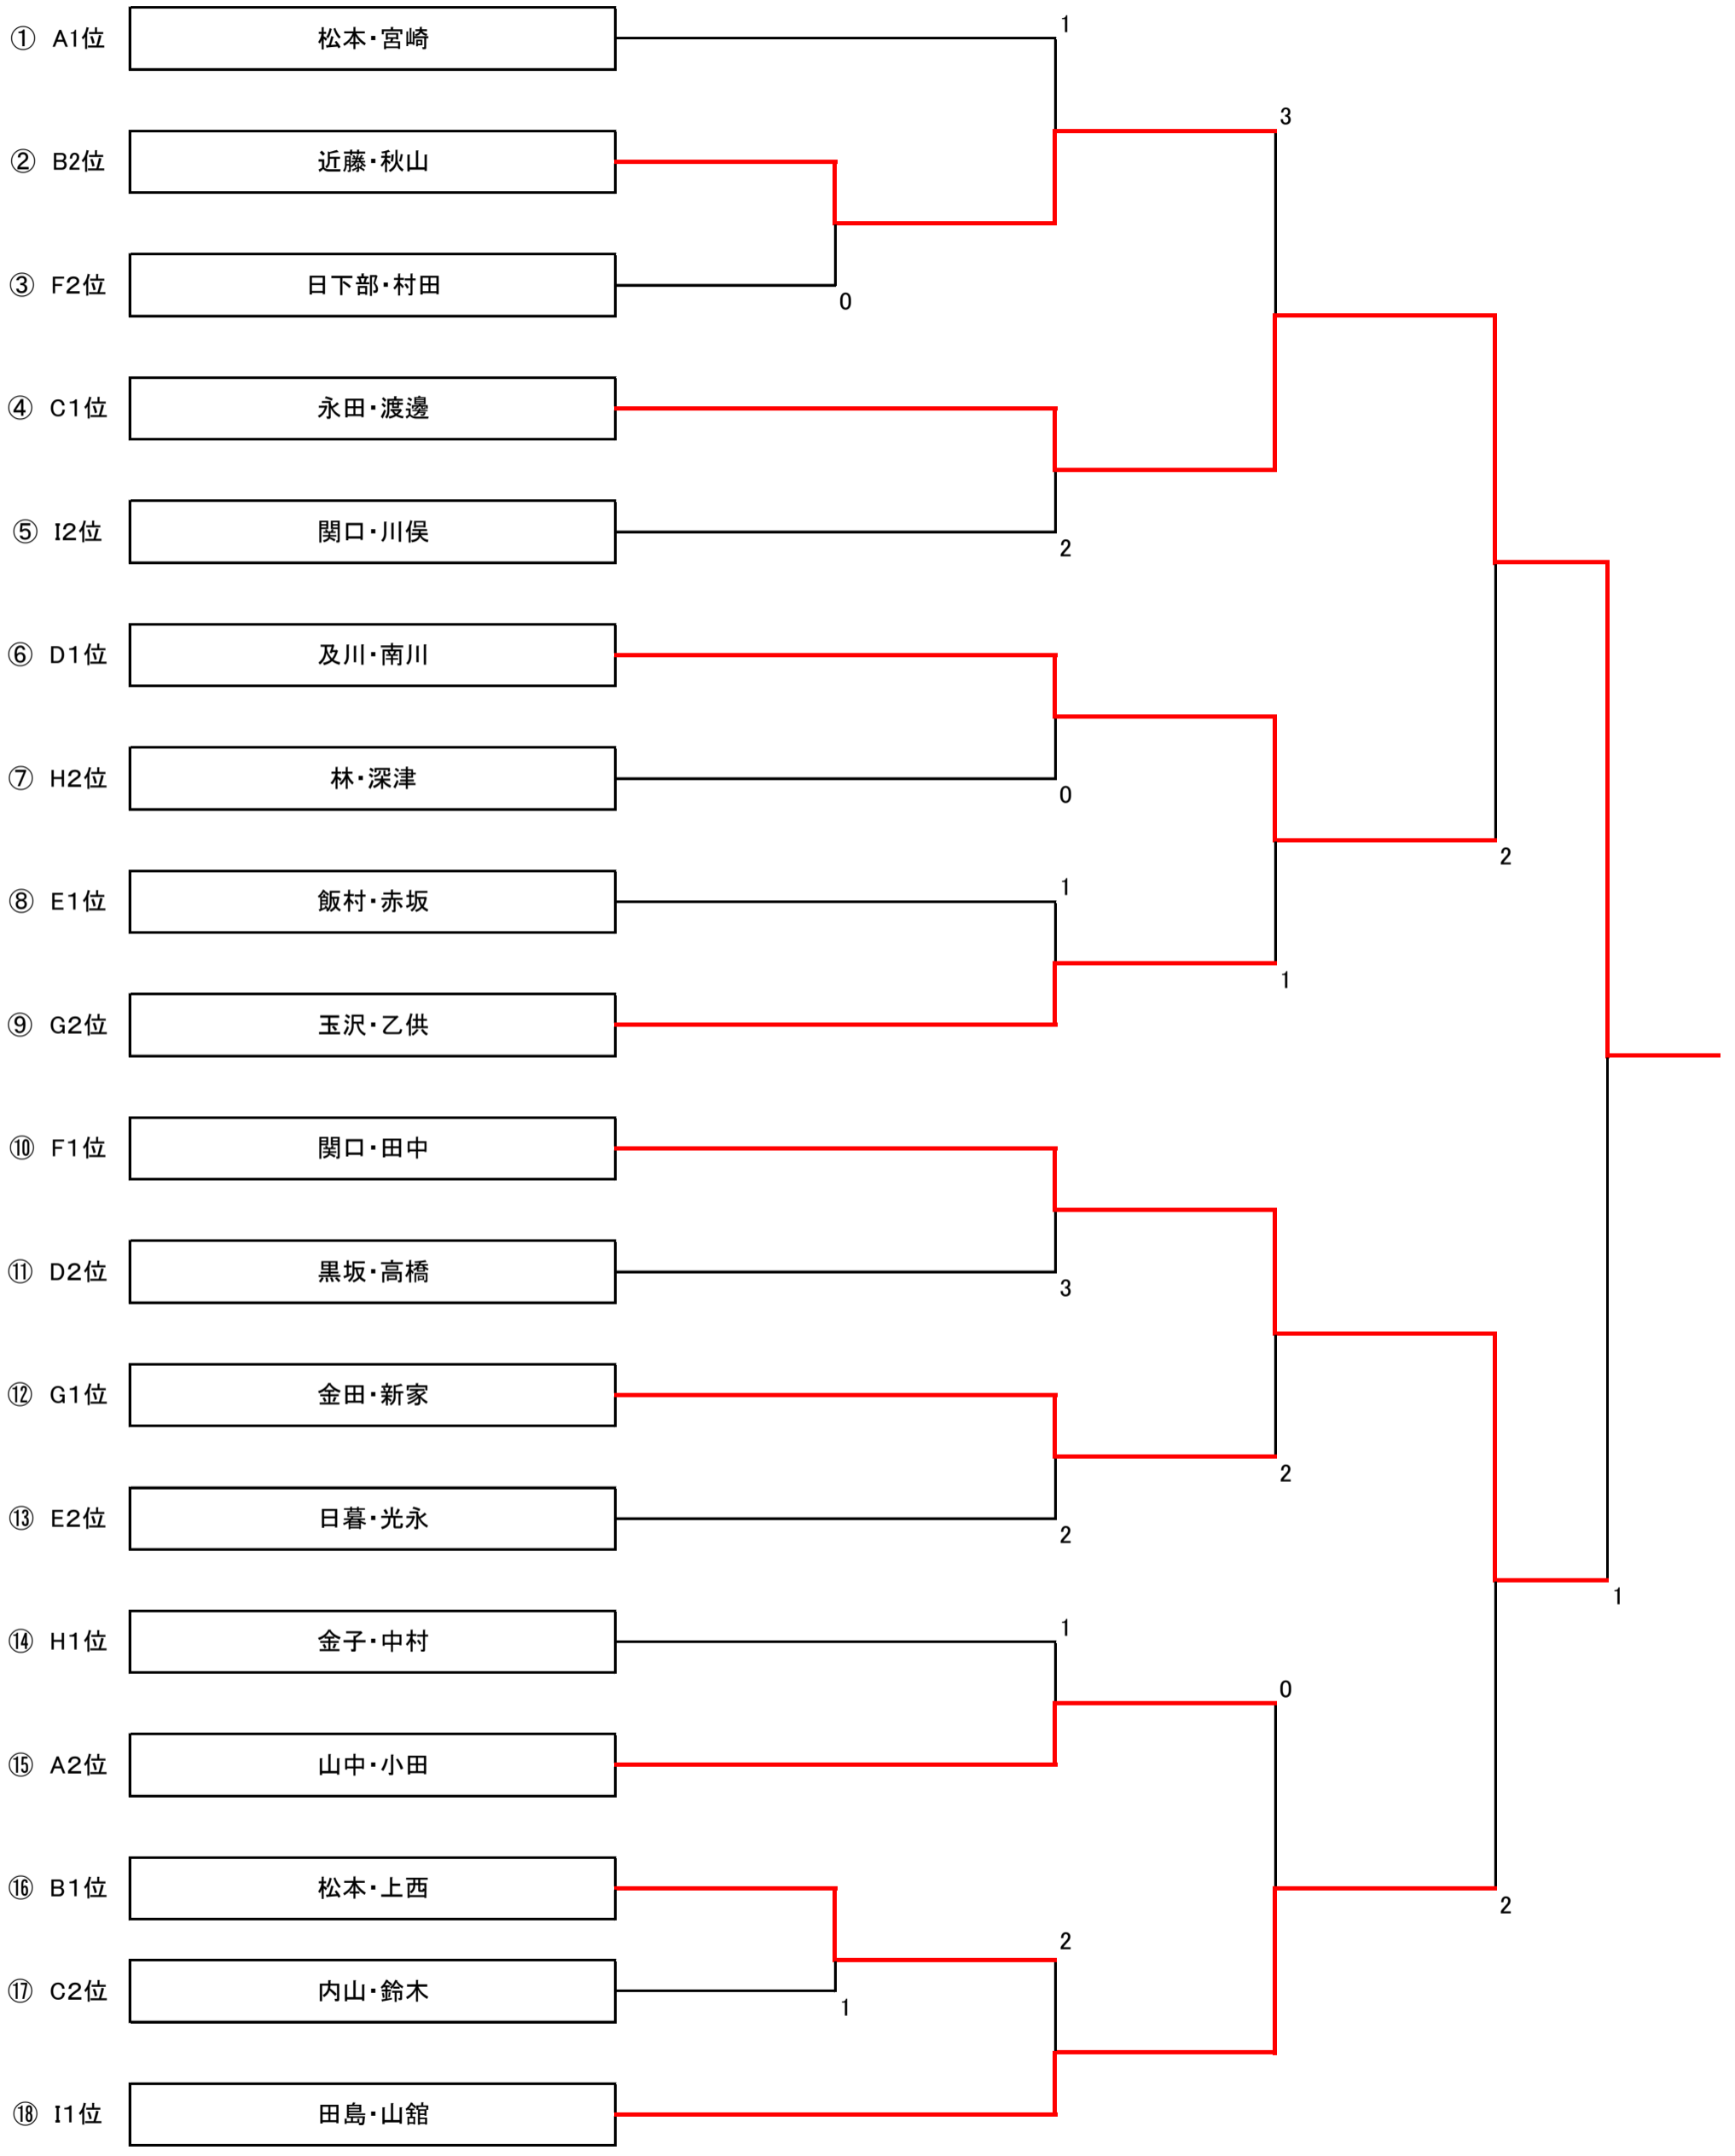 ① A1位 松本・宮崎
1
3
② B2位 近藤・秋山
③ F2位 日下部・村田
0
④ C1位 永田・渡邊
⑤ I2位 関口・川俣
2
⑥ D1位 及川・南川
⑦ H2位 林・深津
0
2
⑧ E1位 飯村・赤坂
1
1
⑨ G2位 玉沢・乙供
⑩ F1位 関口・田中
⑪ D2位 黒坂・高橋
3
⑫ G1位 金田・新家
2
⑬ E2位 日暮・光永
2
1
⑭ H1位 金子・中村
1
0
⑮ A2位 山中・小田
⑯ B1位 松本・上西
2
2
⑰ C2位 内山・鈴木
1
⑱ I1位 田島・山舘